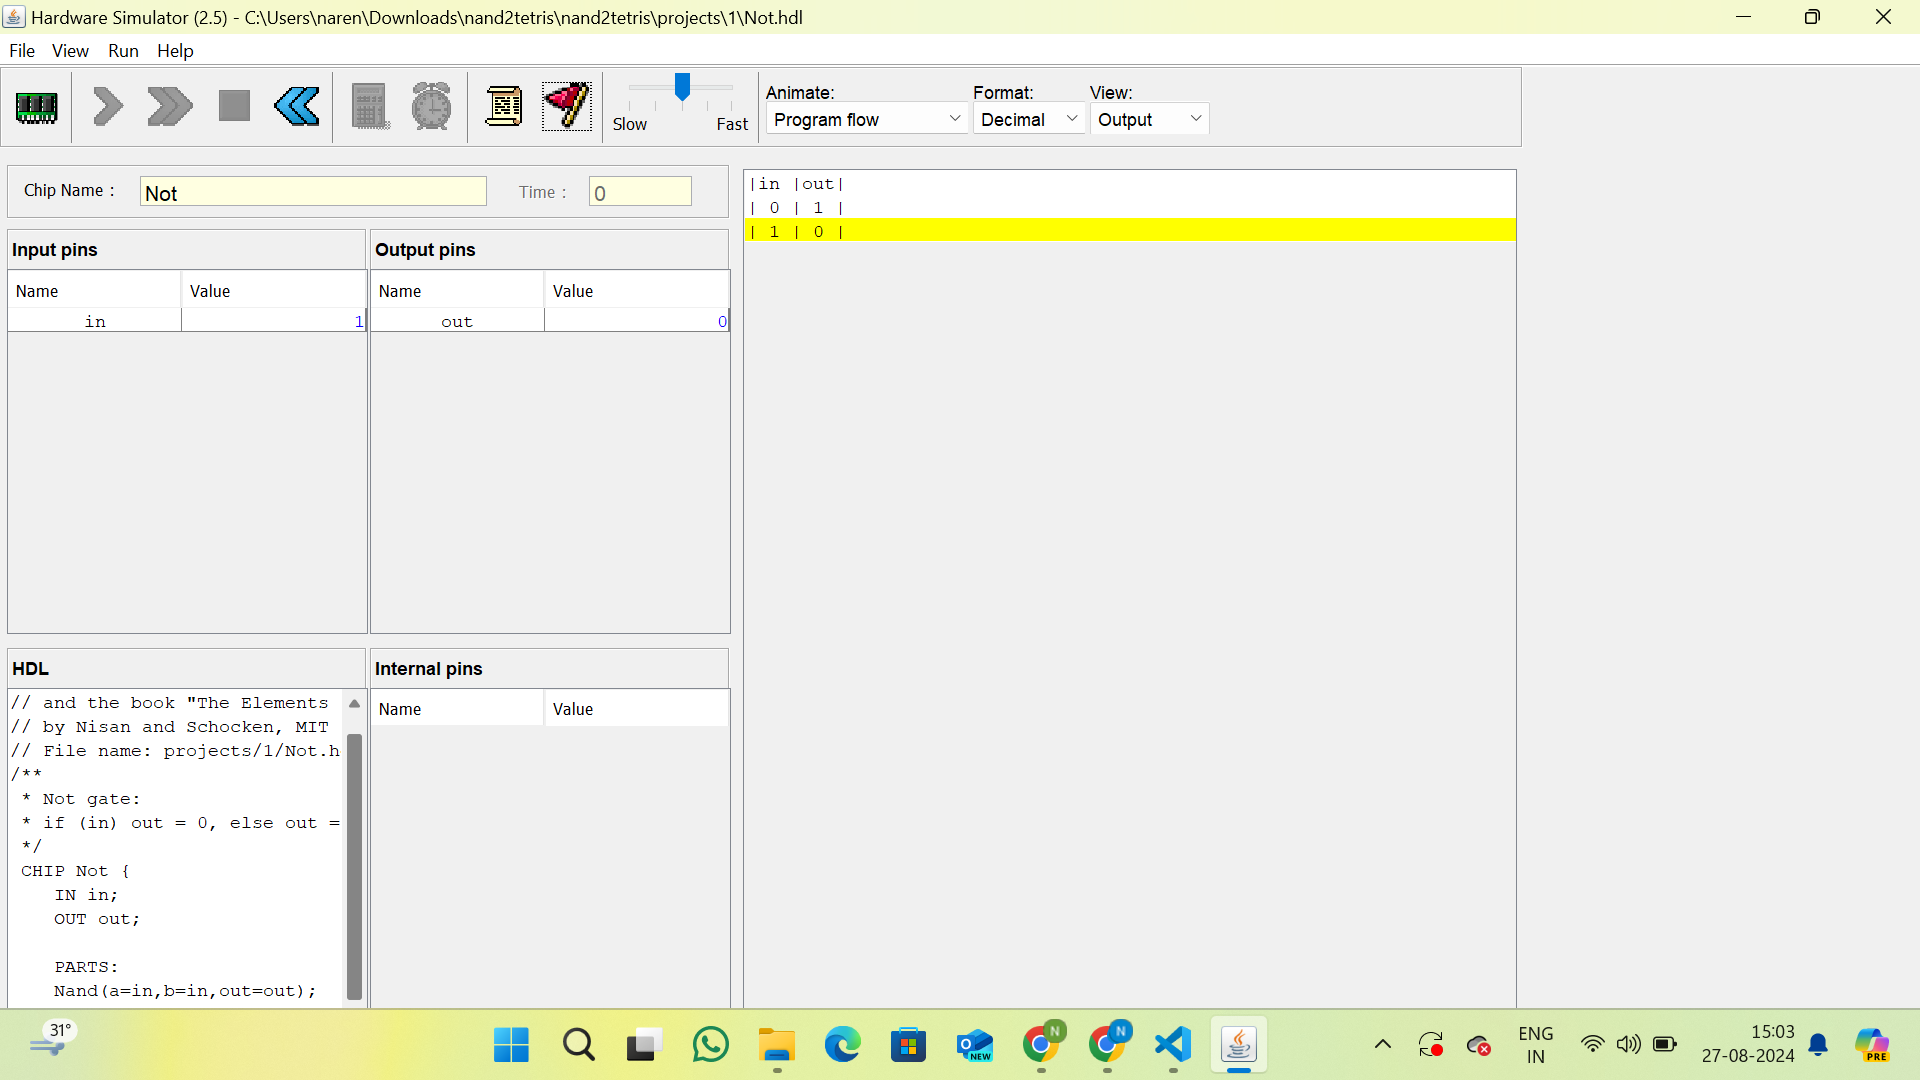 Hardware Simulator (2.5) - C:\Users\naren\Downloads\nand2tetris\nand2tetris\projects\1\Not.hdl
File View Run Help
Slow Fast
Animate: Format: View:
Program flow Decimal Output
Chip Name : Not Time : 0
Input pins Output pins
Name Value Name Value
in 1 out 0
|in |out|
| 0 | 1 |
| 1 | 0 |
HDL
// and the book "The Elements
// by Nisan and Schocken, MIT
// File name: projects/1/Not.h
/**
* Not gate:
* if (in) out = 0, else out =
*/
CHIP Not {
IN in;
OUT out;
PARTS:
Nand(a=in,b=in,out=out);
Internal pins
Name Value
31°
NEW
N
N
ENG
IN
15:03
27-08-2024
PRE